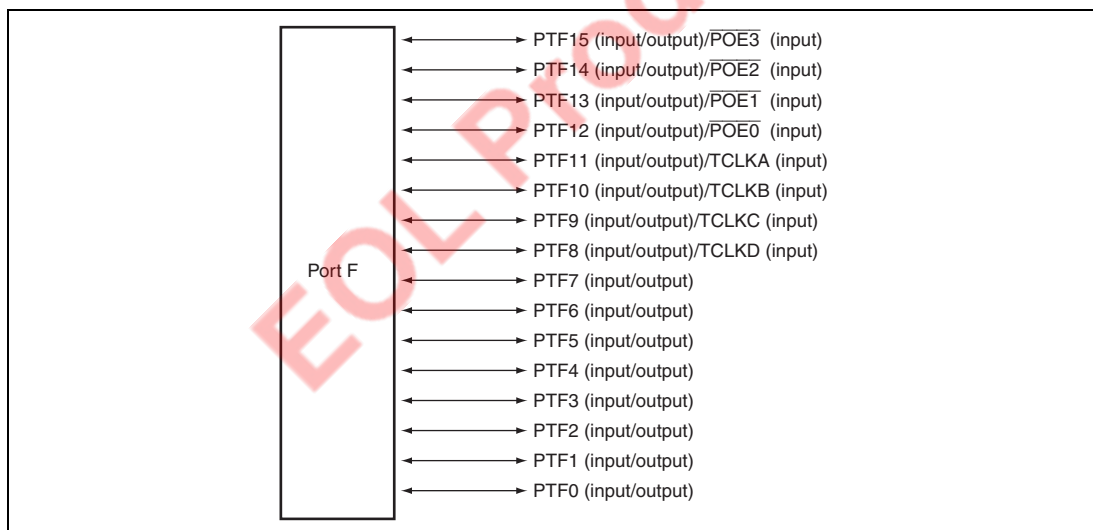 PTF15 (input/output)/POE3 (input)
PTF14 (input/output)/POE2 (input)
PTF13 (input/output)/POE1 (input)
PTF12 (input/output)/POE0 (input)
PTF11 (input/output)/TCLKA (input)
PTF10 (input/output)/TCLKB (input)
PTF9 (input/output)/TCLKC (input)
PTF8 (input/output)/TCLKD (input)
Port F
PTF7 (input/output)
PTF6 (input/output)
PTF5 (input/output)
PTF4 (input/output)
PTF3 (input/output)
PTF2 (input/output)
PTF1 (input/output)
PTF0 (input/output)
EOL Prod